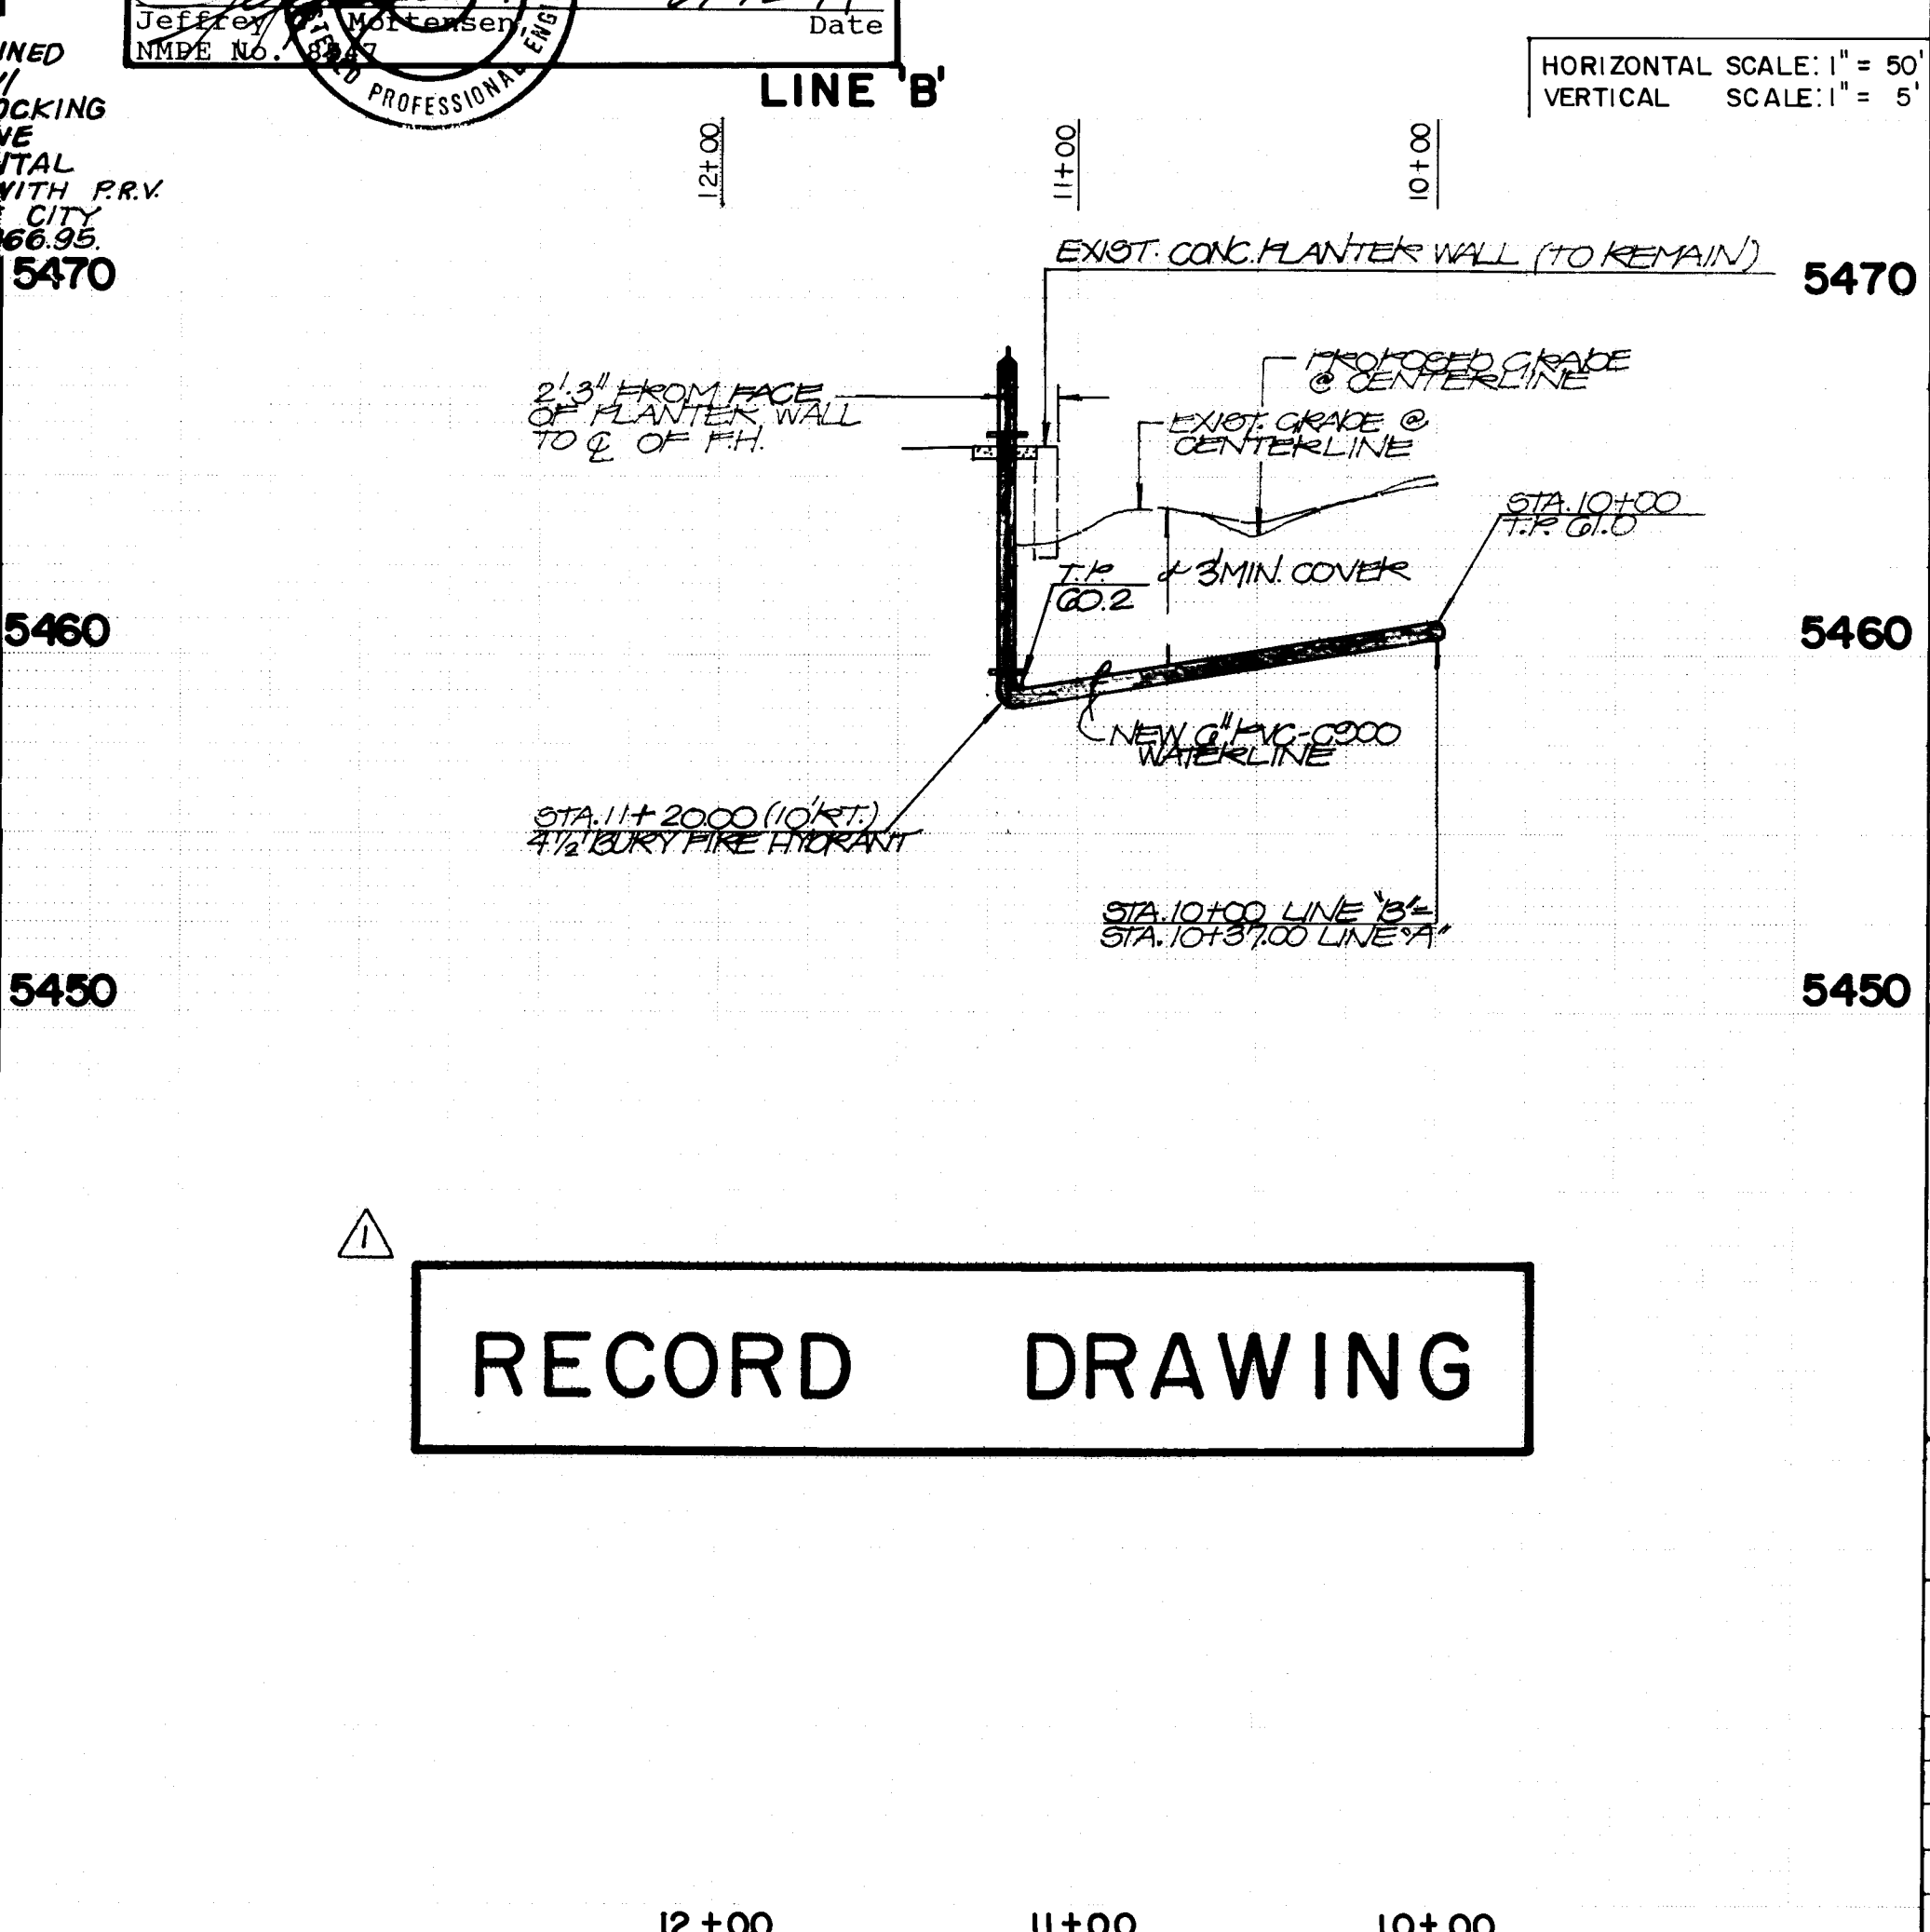 Jeffrey Mortensen Date
NMPE No. 8547
PROFESSIONAL ENGI
LINE 'B'
HORIZONTAL SCALE: 1" = 50'
VERTICAL SCALE: 1" = 5'
OCKING
WITH P.R.V.
CITY
66.95.
12+00
11+00
10+00
5470
5470
EXIST. CONC. PLANTER WALL (TO REMAIN)
PROPOSED GRADE
@ CENTERLINE
2'-3" FROM FACE
OF PLANTER WALL
TO ℄ OF F.H.
EXIST. GRADE @
CENTERLINE
STA. 10+00
T.P. 61.0
T.P.
60.2
3' MIN. COVER
5460
5460
NEW 6" PVC-C900
WATERLINE
STA. 11+20.00 (10' RT.)
4 1/2' BURY FIRE HYDRANT
STA. 10+00 LINE "B" =
STA. 10+37.00 LINE "A"
5450
5450
1
RECORD DRAWING
12+00
11+00
10+00